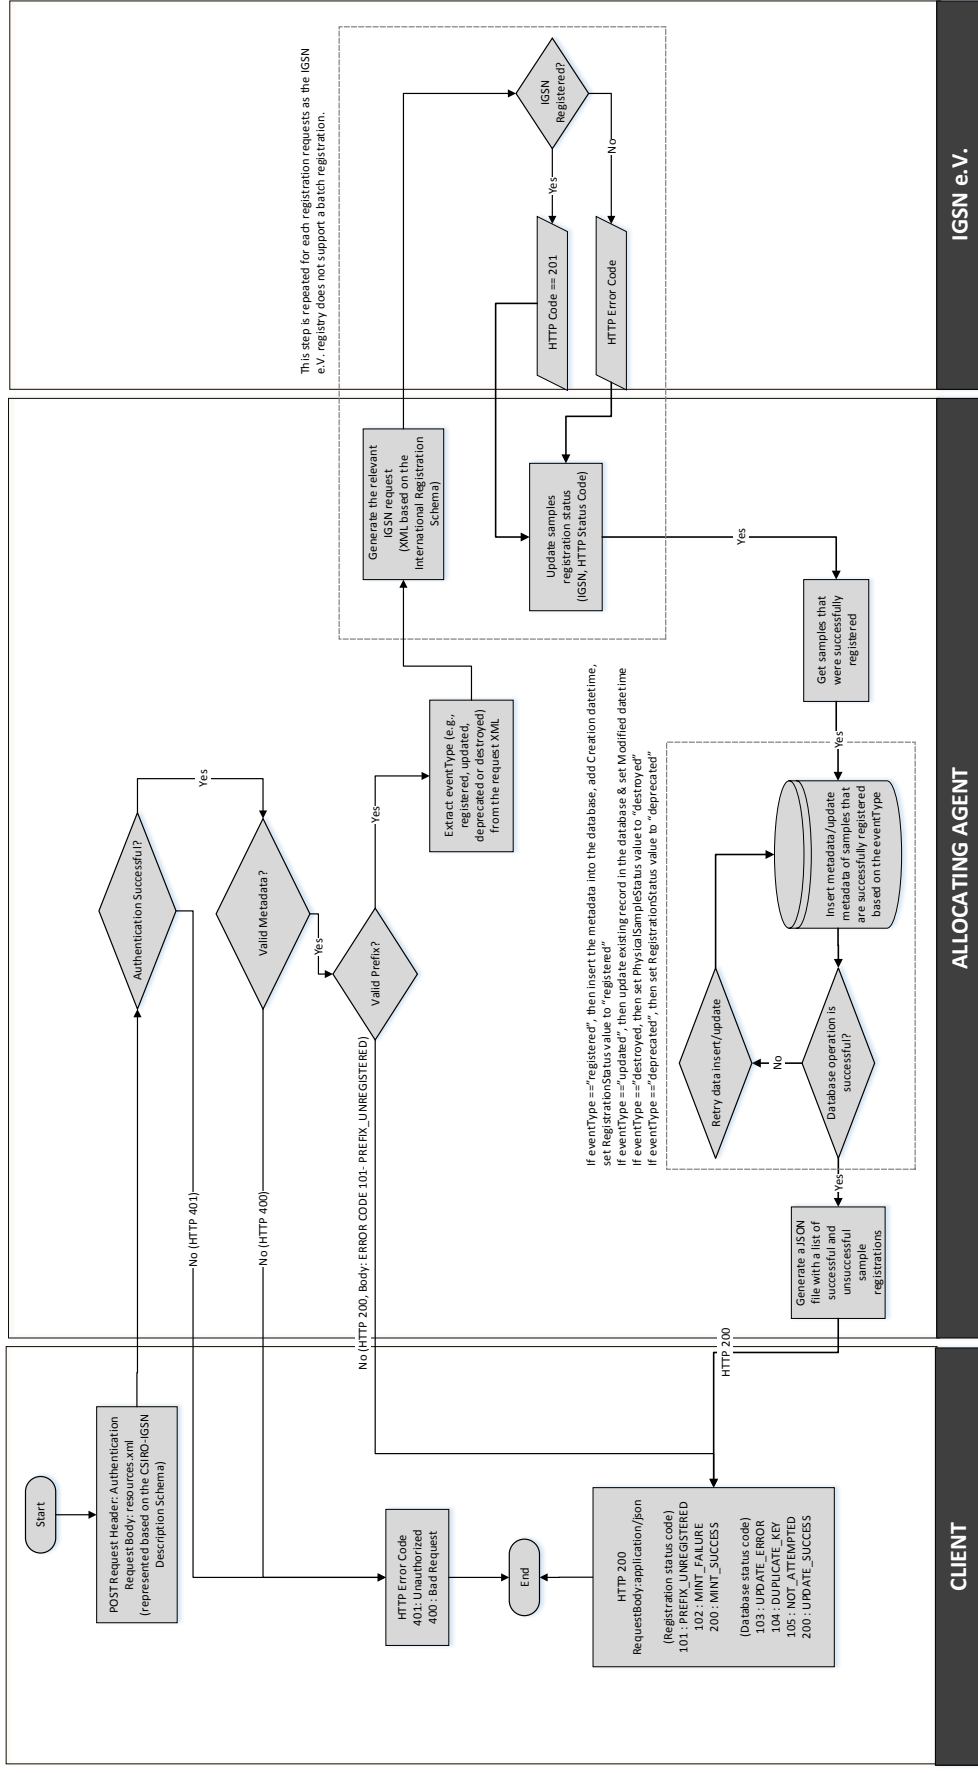 Start
POST Request Header: Authentication
Request Body: resources.xml
(represented based on the CSIRO-IGSN
Description Schema)
HTTP Error Code
401: Unauthorized
400 : Bad Request
End
HTTP 200
RequestBody:application/json
(Registration status code)
101 : PREFIX_UNREGISTERED
102 : MINT_FAILURE
200 : MINT_SUCCESS
(Database status code)
103 : UPDATE_ERROR
104 : DUPLICATE_KEY
105 : NOT_ATTEMPTED
200 : UPDATE_SUCCESS
CLIENT
Authentication Successful?
Yes
No (HTTP 401)
Valid Metadata?
No (HTTP 400)
Yes
Valid Prefix?
No (HTTP 200, Body: ERROR CODE 101- PREFIX_UNREGISTERED)
Yes
Extract eventType (e.g.,
registered, updated,
deprecated or destroyed)
from the request XML
Generate the relevant
IGSN request
(XML based on the
International Registration
Schema)
Update samples
registration status
(IGSN, HTTP Status Code)
Yes
Get samples that
were successfully
registered
Yes
If eventType =="registered", then insert the metadata into the database, add Creation datetime,
set RegistrationStatus value to "registered"
If eventType =="updated", then update existing record in the database & set Modified datetime
If eventType =="destroyed, then set PhysicalSampleStatus value to "destroyed"
If eventType =="deprecated", then set RegistrationStatus value to "deprecated"
Insert metadata/update
metadata of samples that
are successfully registered
based on the eventType
Retry data insert/update
No
Database operation is
successful?
Yes
Generate a JSON
file with a list of
successful and
unsuccessful
sample
registrations
HTTP 200
ALLOCATING AGENT
This step is repeated for each registration requests as the IGSN
e.V. registry does not support a batch registration.
IGSN
Registered?
Yes
No
HTTP Code == 201
HTTP Error Code
IGSN e.V.